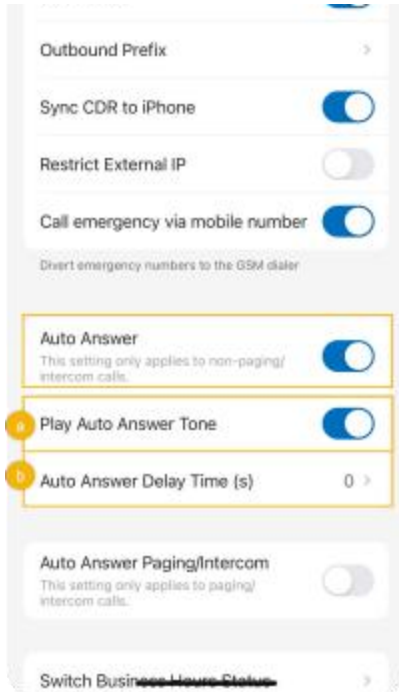 Outbound Prefix
Sync CDR to iPhone
Restrict External IP
Call emergency via mobile number
Divert emergency numbers to the GSM dialer
Auto Answer
This setting only applies to non-paging/
intercom calls.
a Play Auto Answer Tone
b Auto Answer Delay Time (s) 0
Auto Answer Paging/Intercom
This setting only applies to paging/
intercom calls.
Switch Business Hours Status